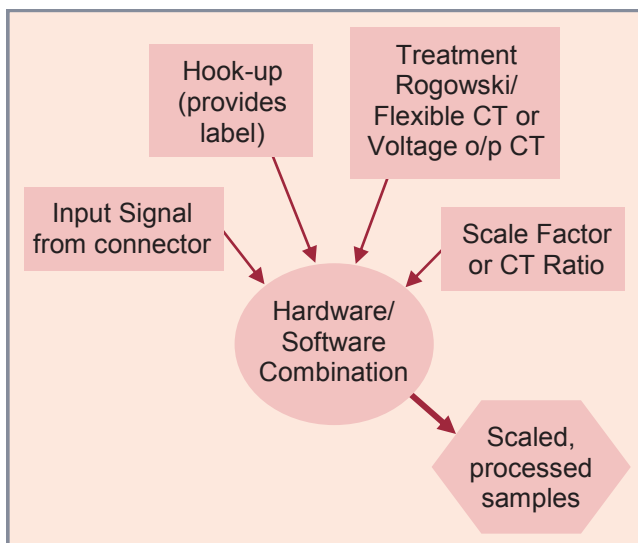 Hook-up
(provides
label)
Treatment
Rogowski/
Flexible CT or
Voltage o/p CT
Input Signal
from connector
Scale Factor
or CT Ratio
Hardware/
Software
Combination
Scaled,
processed
samples